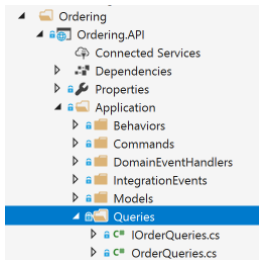 Ordering
Ordering.API
Connected Services
Dependencies
Properties
Application
Behaviors
Commands
DomainEventHandlers
IntegrationEvents
Models
Queries
C# IOrderQueries.cs
C# OrderQueries.cs